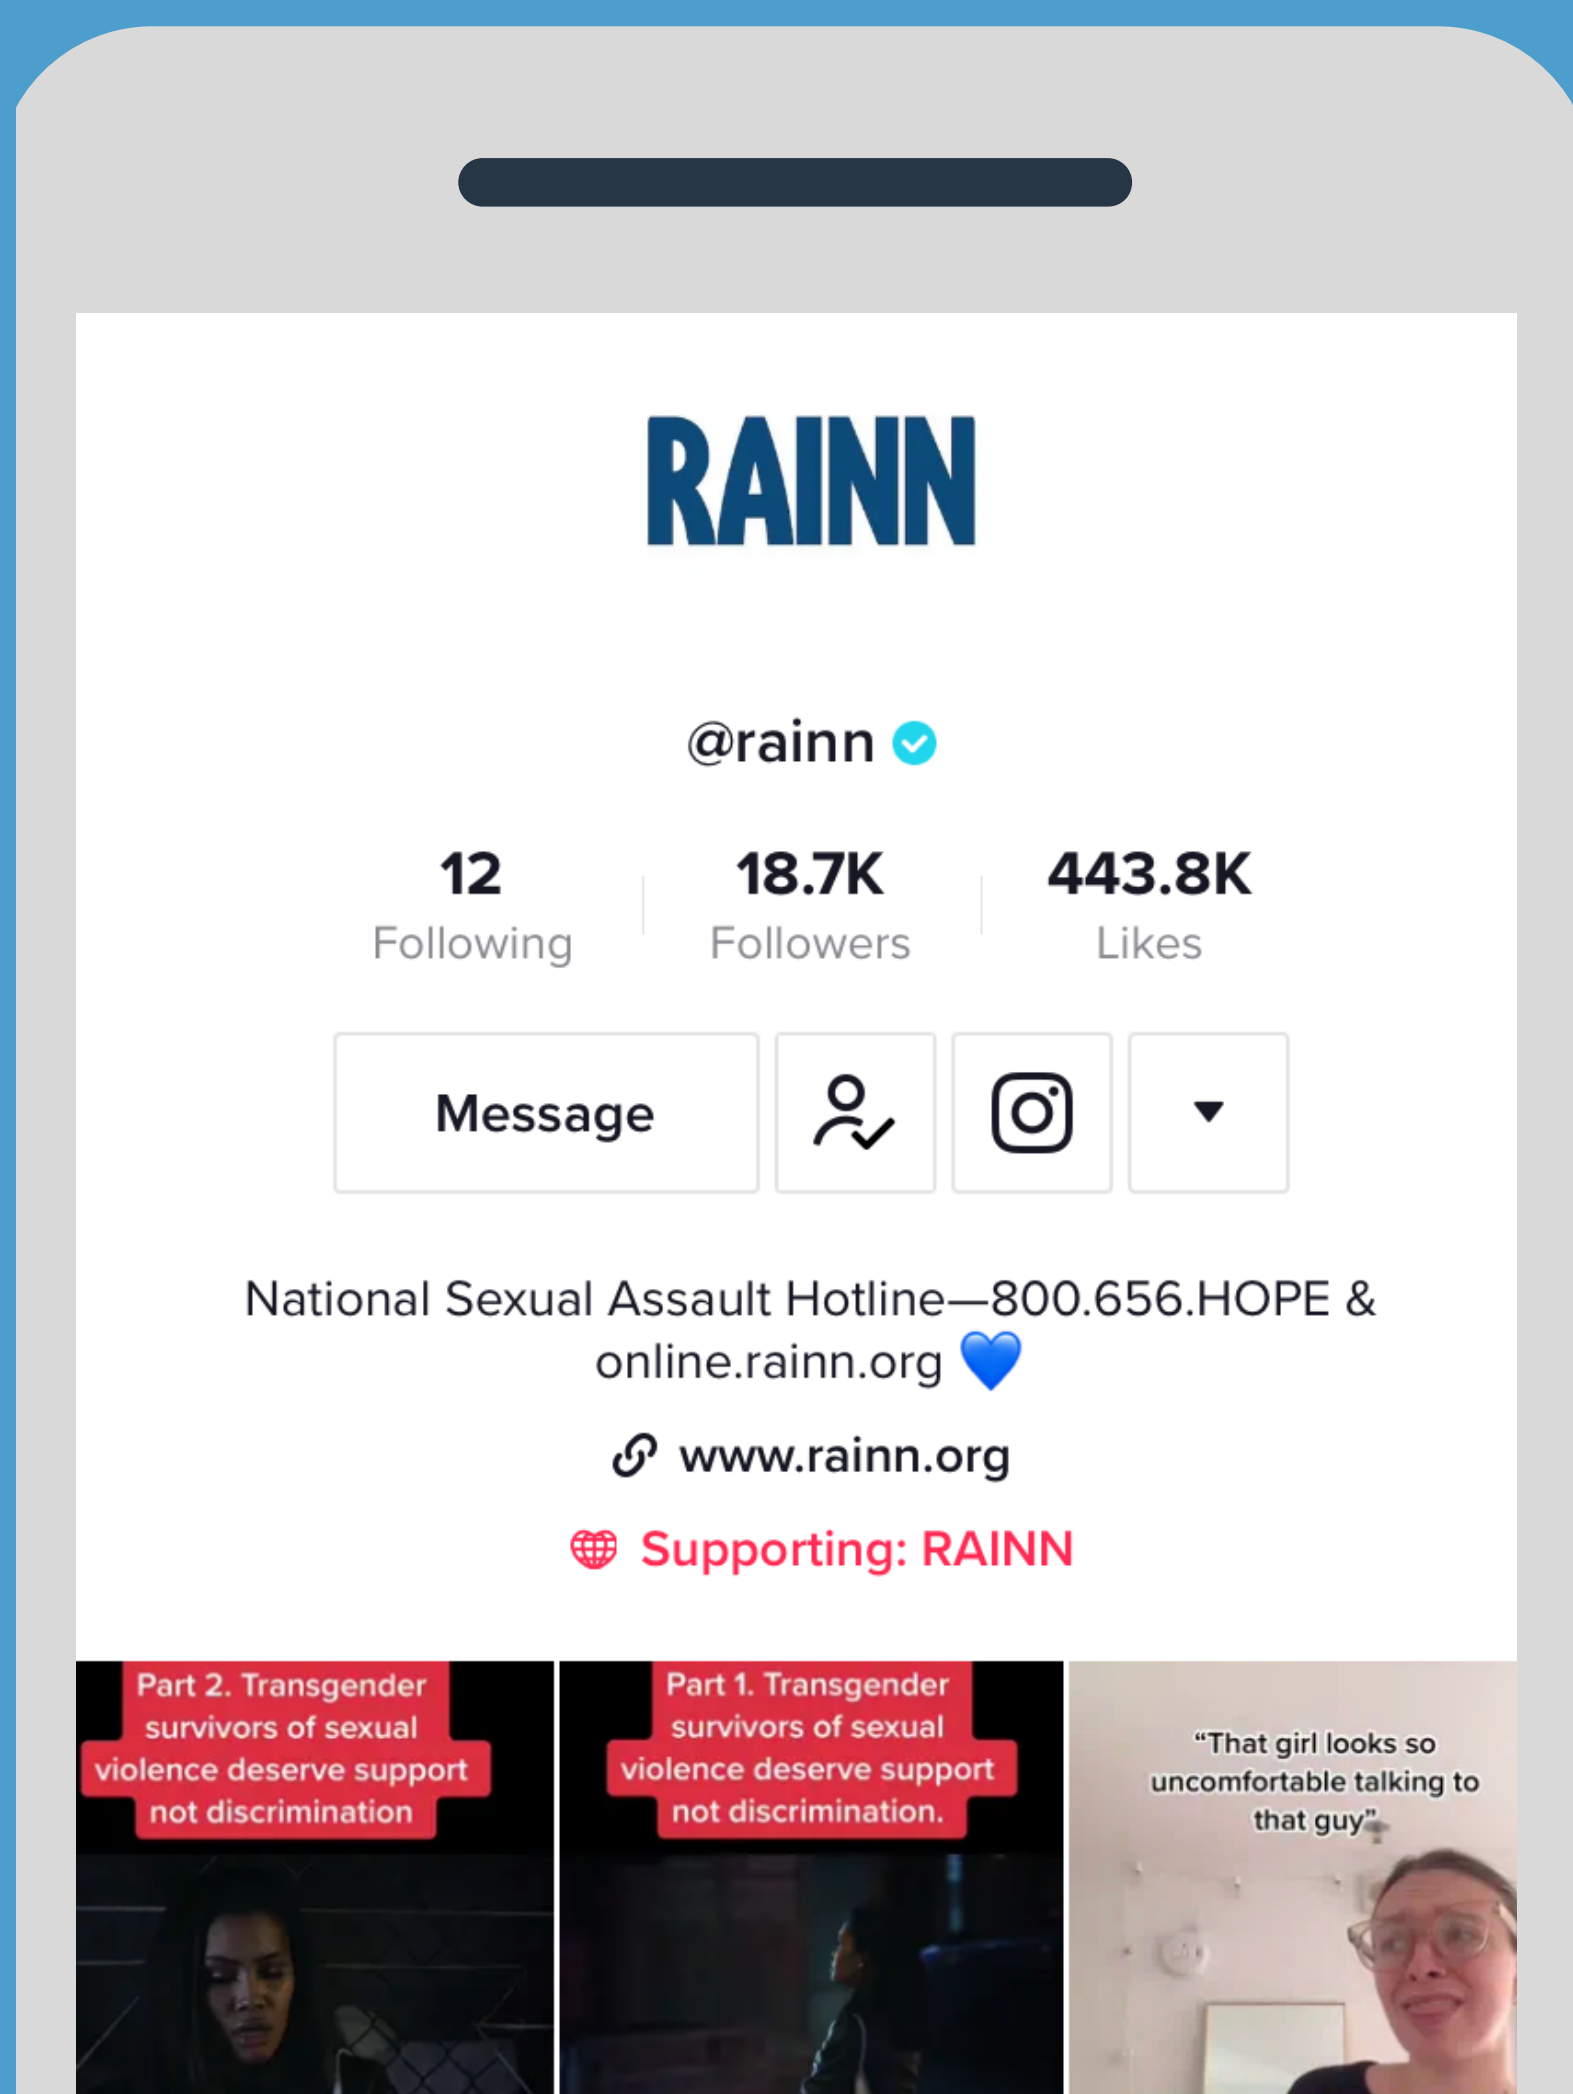 RAINN
@rainn
12 18.7K 443.8K
Following Followers Likes
Message
National Sexual Assault Hotline—800.656.HOPE &
online.rainn.org 💙
www.rainn.org
Supporting: RAINN
Part 2. Transgender
survivors of sexual
violence deserve support
not discrimination
Part 1. Transgender
survivors of sexual
violence deserve support
not discrimination.
“That girl looks so
uncomfortable talking to
that guy”